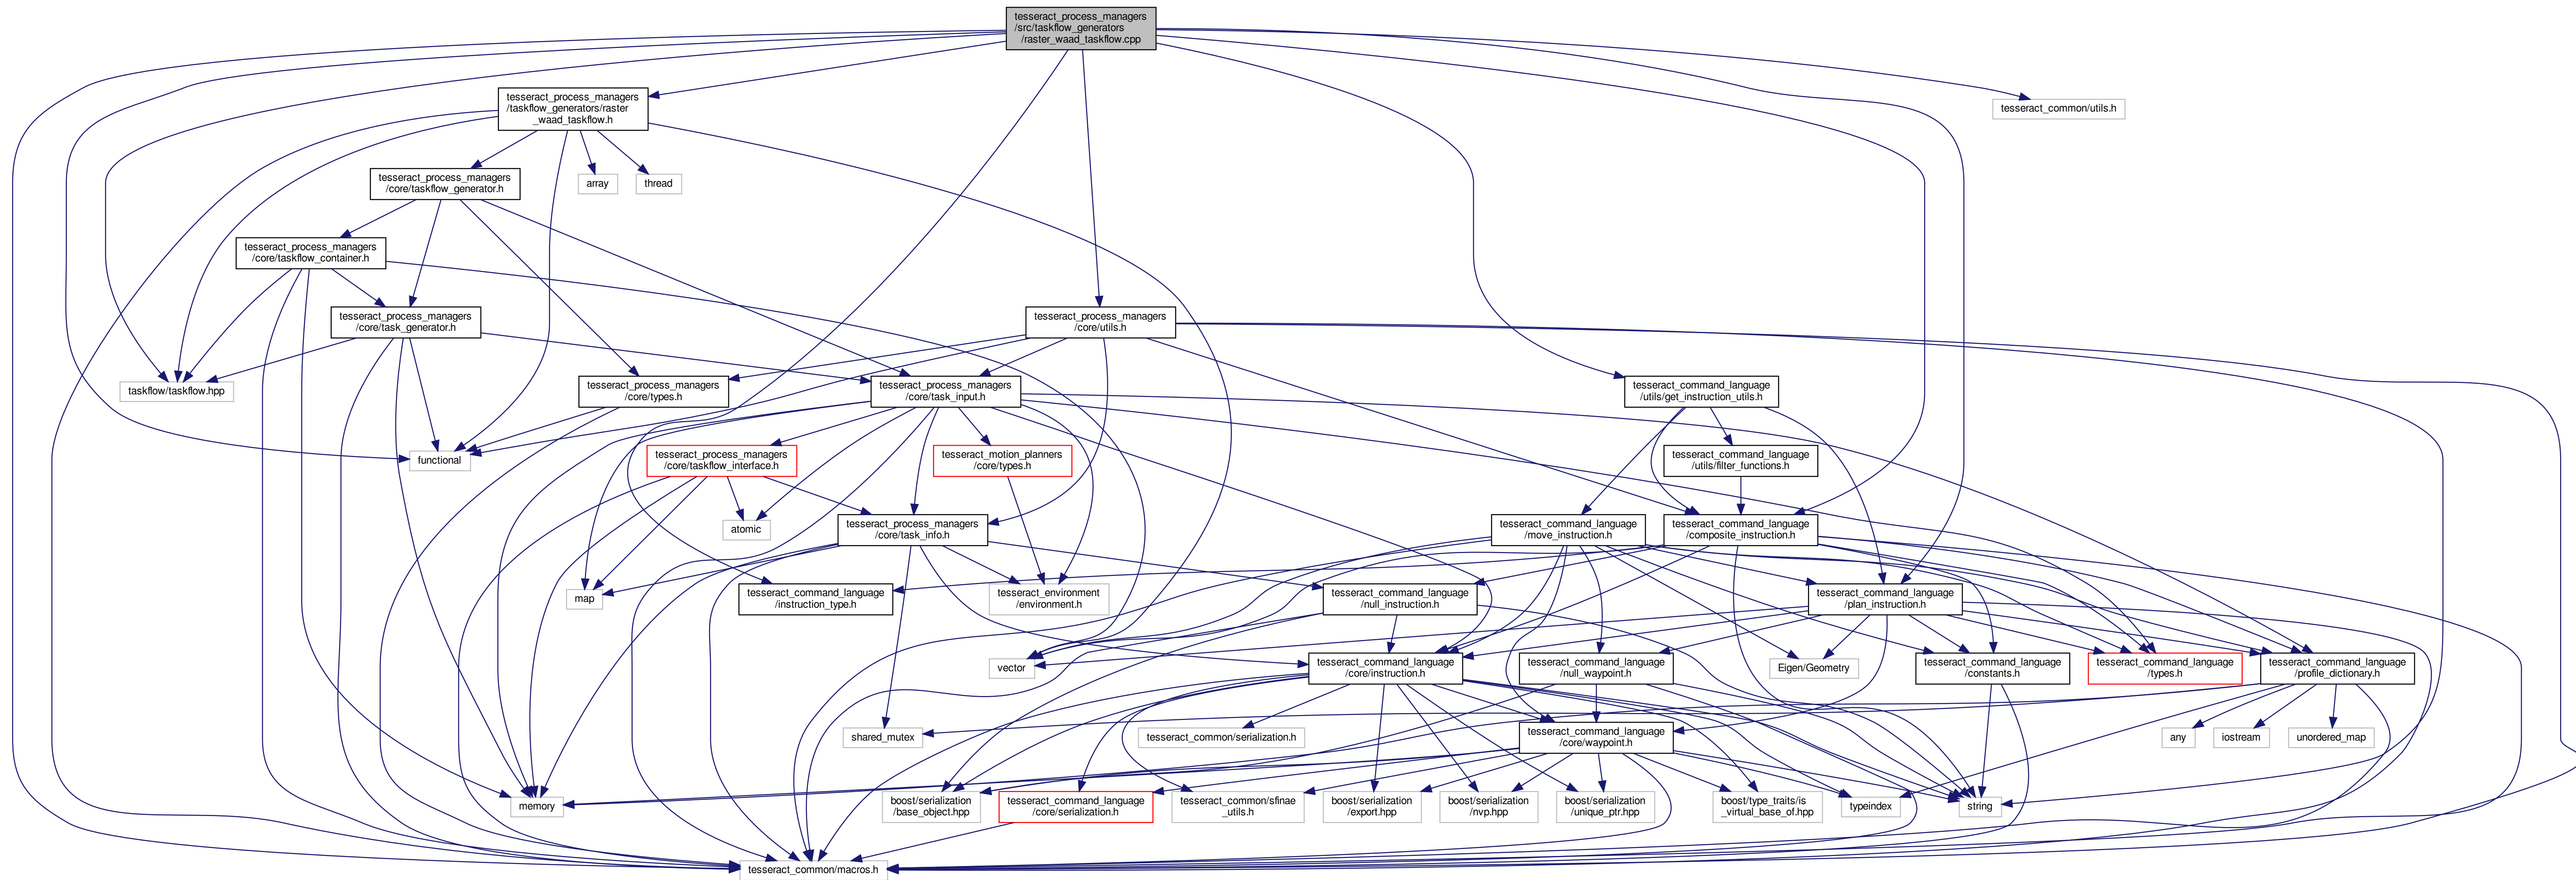 tesseract_process_managers
/src/taskflow_generators
/raster_waad_taskflow.cpp
tesseract_process_managers
/taskflow_generators/raster
_waad_taskflow.h
tesseract_common/utils.h
tesseract_process_managers
/core/taskflow_generator.h
array
thread
tesseract_process_managers
/core/taskflow_container.h
tesseract_process_managers
/core/task_generator.h
tesseract_process_managers
/core/utils.h
taskflow/taskflow.hpp
tesseract_process_managers
/core/types.h
tesseract_process_managers
/core/task_input.h
tesseract_command_language
/utils/get_instruction_utils.h
functional
tesseract_process_managers
/core/taskflow_interface.h
tesseract_motion_planners
/core/types.h
tesseract_command_language
/utils/filter_functions.h
atomic
tesseract_process_managers
/core/task_info.h
tesseract_command_language
/move_instruction.h
tesseract_command_language
/composite_instruction.h
map
tesseract_command_language
/instruction_type.h
tesseract_environment
/environment.h
tesseract_command_language
/null_instruction.h
tesseract_command_language
/plan_instruction.h
vector
tesseract_command_language
/core/instruction.h
tesseract_command_language
/null_waypoint.h
Eigen/Geometry
tesseract_command_language
/constants.h
tesseract_command_language
/types.h
tesseract_command_language
/profile_dictionary.h
shared_mutex
tesseract_common/serialization.h
tesseract_command_language
/core/waypoint.h
any
iostream
unordered_map
memory
boost/serialization
/base_object.hpp
tesseract_command_language
/core/serialization.h
tesseract_common/sfinae
_utils.h
boost/serialization
/export.hpp
boost/serialization
/nvp.hpp
boost/serialization
/unique_ptr.hpp
boost/type_traits/is
_virtual_base_of.hpp
typeindex
string
tesseract_common/macros.h